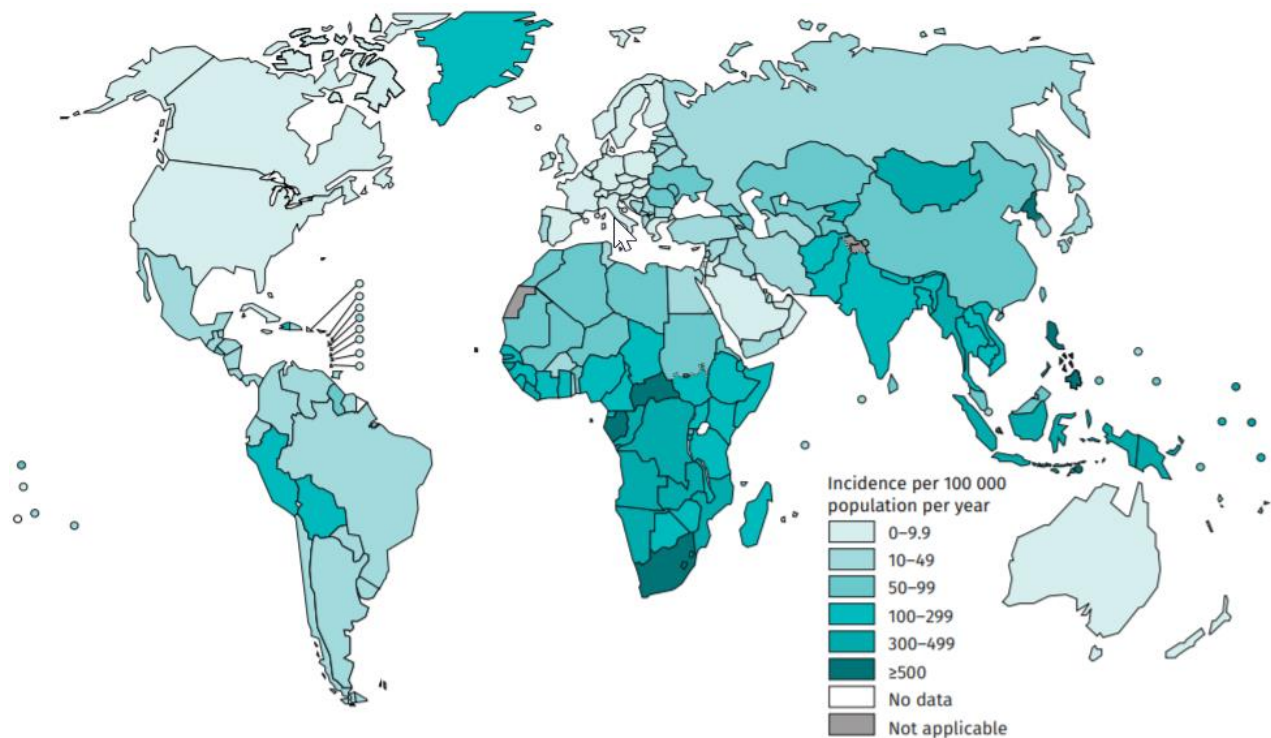 Incidence per 100 000
population per year
0–9.9
10–49
50–99
100–299
300–499
≥500
No data
Not applicable